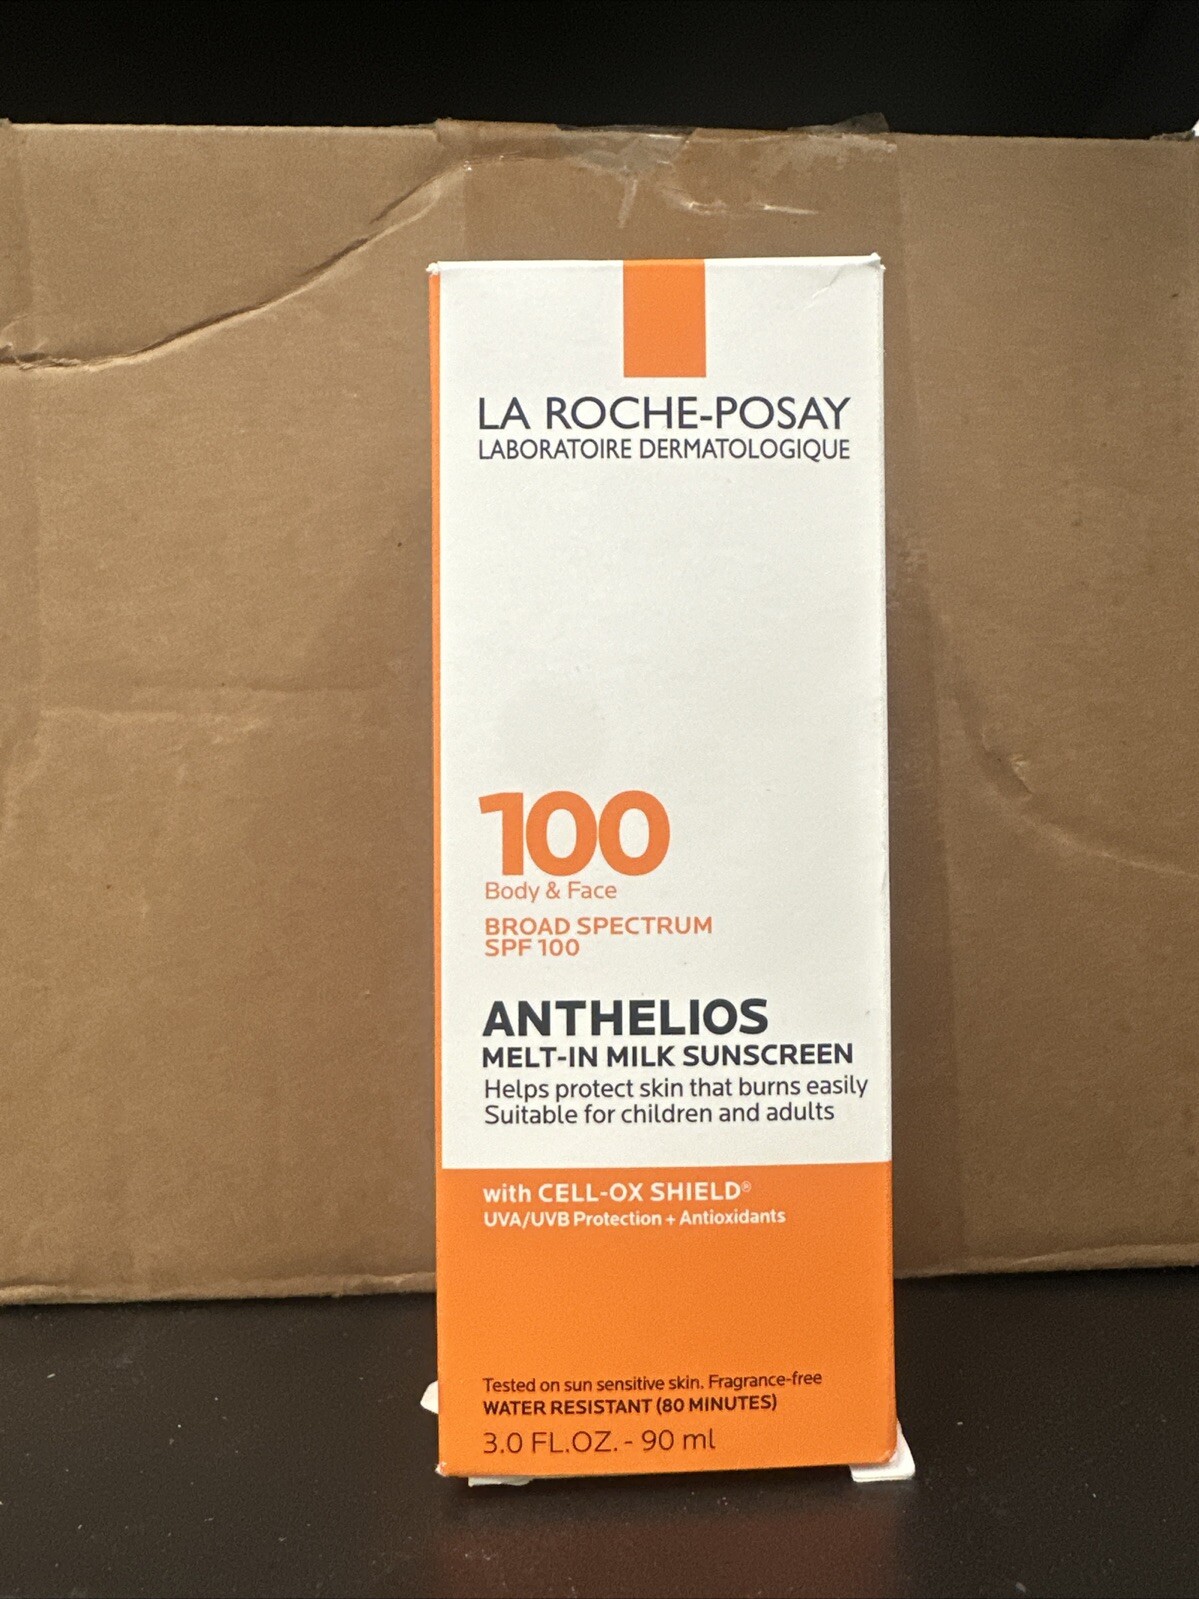 LA ROCHE-POSAY
LABORATOIRE DERMATOLOGIQUE
100
Body & Face
BROAD SPECTRUM
SPF 100
ANTHELIOS
MELT-IN MILK SUNSCREEN
Helps protect skin that burns easily
Suitable for children and adults
with CELL-OX SHIELD®
UVA/UVB Protection + Antioxidants
Tested on sun sensitive skin. Fragrance-free
WATER RESISTANT (80 MINUTES)
3.0 FL.OZ. - 90 ml